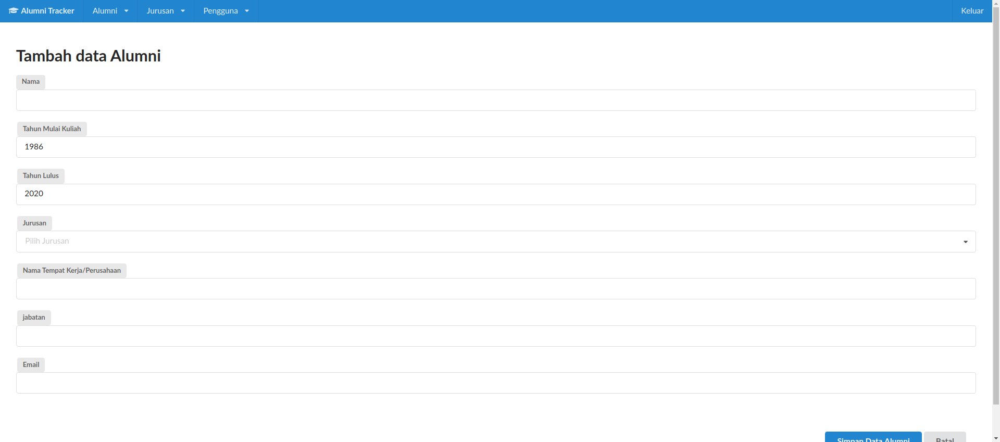 Alumni Tracker Alumni Jurusan Pengguna Keluar
Tambah data Alumni
Nama
Tahun Mulai Kuliah
1986
Tahun Lulus
2020
Jurusan
Pilih Jurusan
Nama Tempat Kerja/Perusahaan
jabatan
Email
Simpan Data Alumni Batal